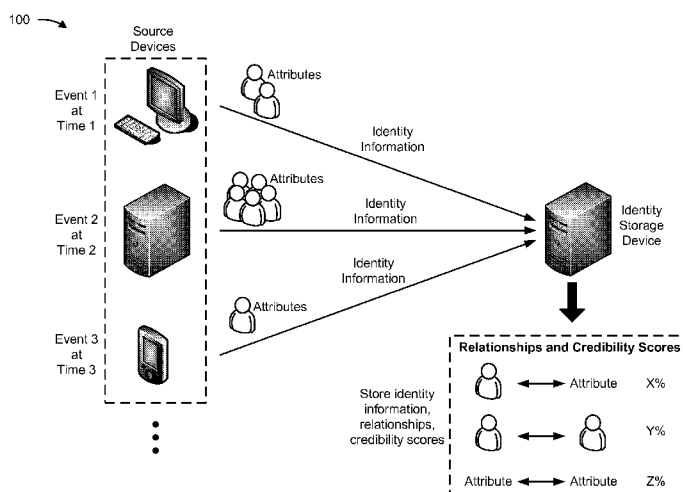 100
Source
Devices
Event 1
at
Time 1
Attributes
Identity
Information
Event 2
at
Time 2
Attributes
Identity
Information
Identity
Storage
Device
Identity
Information
Event 3
at
Time 3
Attributes
Relationships and Credibility Scores
Attribute X%
Store identity
information,
relationships,
credibility scores
Y%
Attribute Attribute Z%